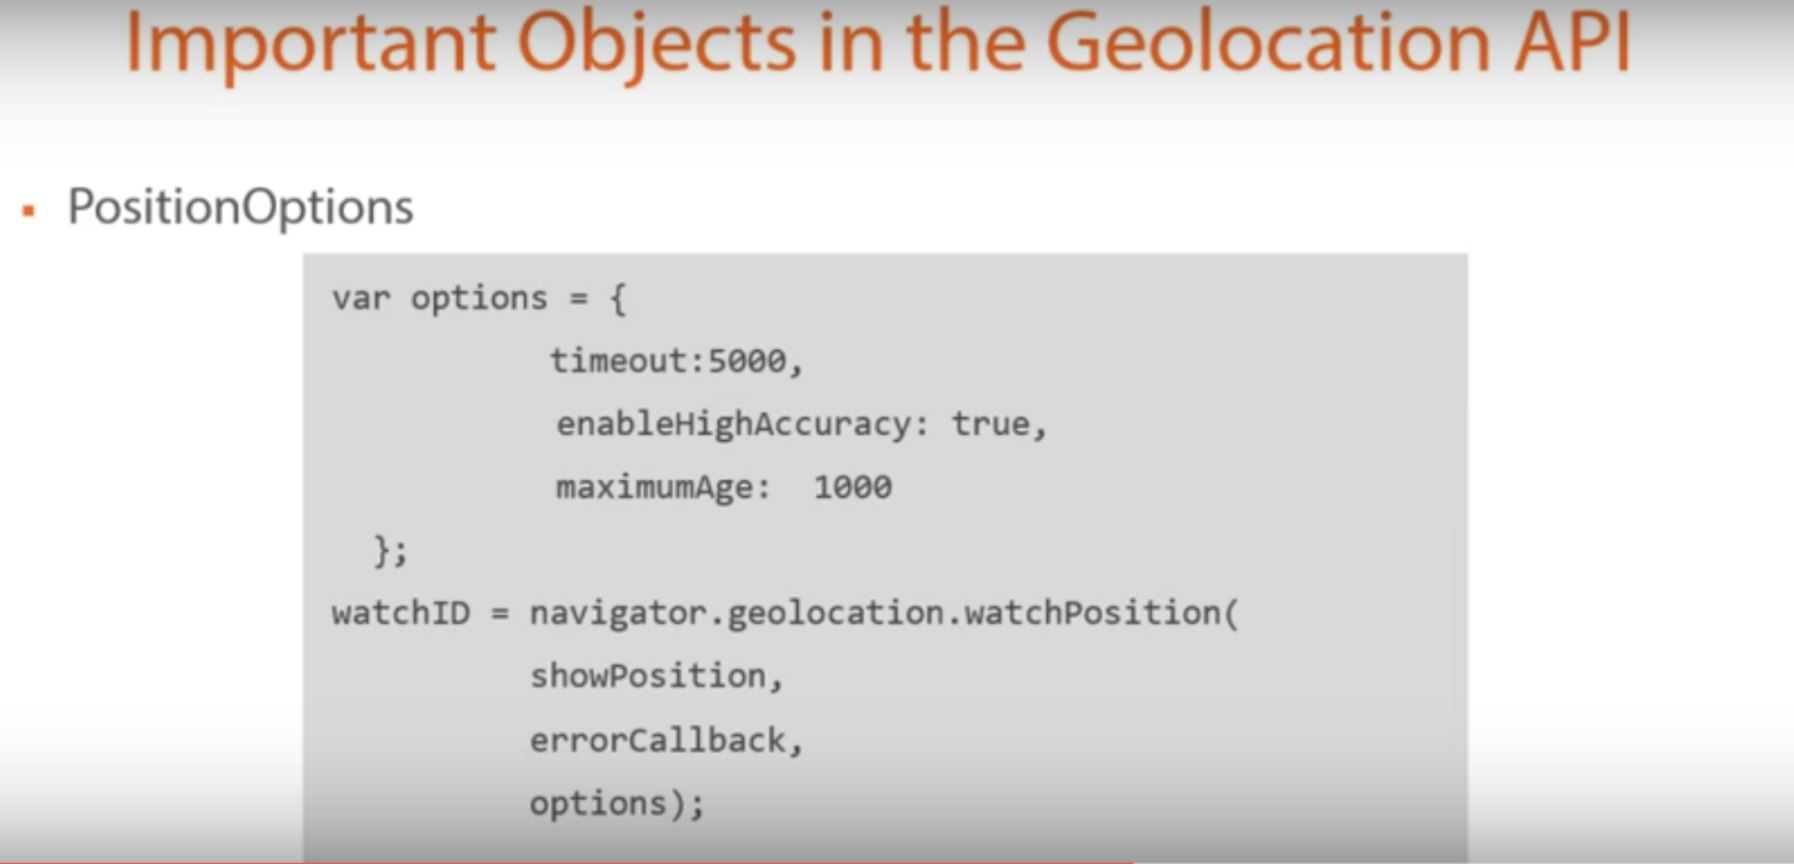 Important Objects in the Geolocation API
▪ PositionOptions
var options = {
timeout:5000,
enableHighAccuracy: true,
maximumAge:  1000
};
watchID = navigator.geolocation.watchPosition(
showPosition,
errorCallback,
options);